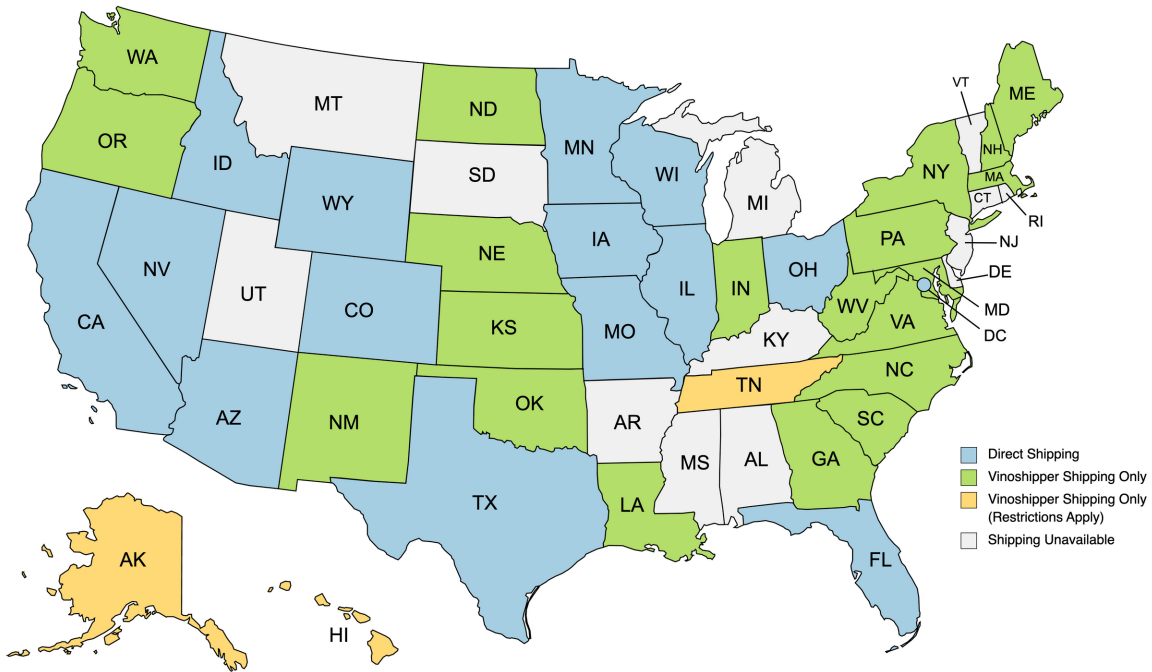 WA
OR
CA
NV
ID
MT
WY
UT
CO
AZ
NM
ND
SD
NE
KS
OK
TX
MN
IA
MO
AR
LA
WI
IL
MI
IN
OH
KY
TN
MS
AL
GA
FL
SC
NC
VA
WV
PA
NY
VT
NH
ME
MA
CT
RI
NJ
DE
MD
DC
AK
HI
Direct Shipping
Vinoshipper Shipping Only
Vinoshipper Shipping Only
(Restrictions Apply)
Shipping Unavailable